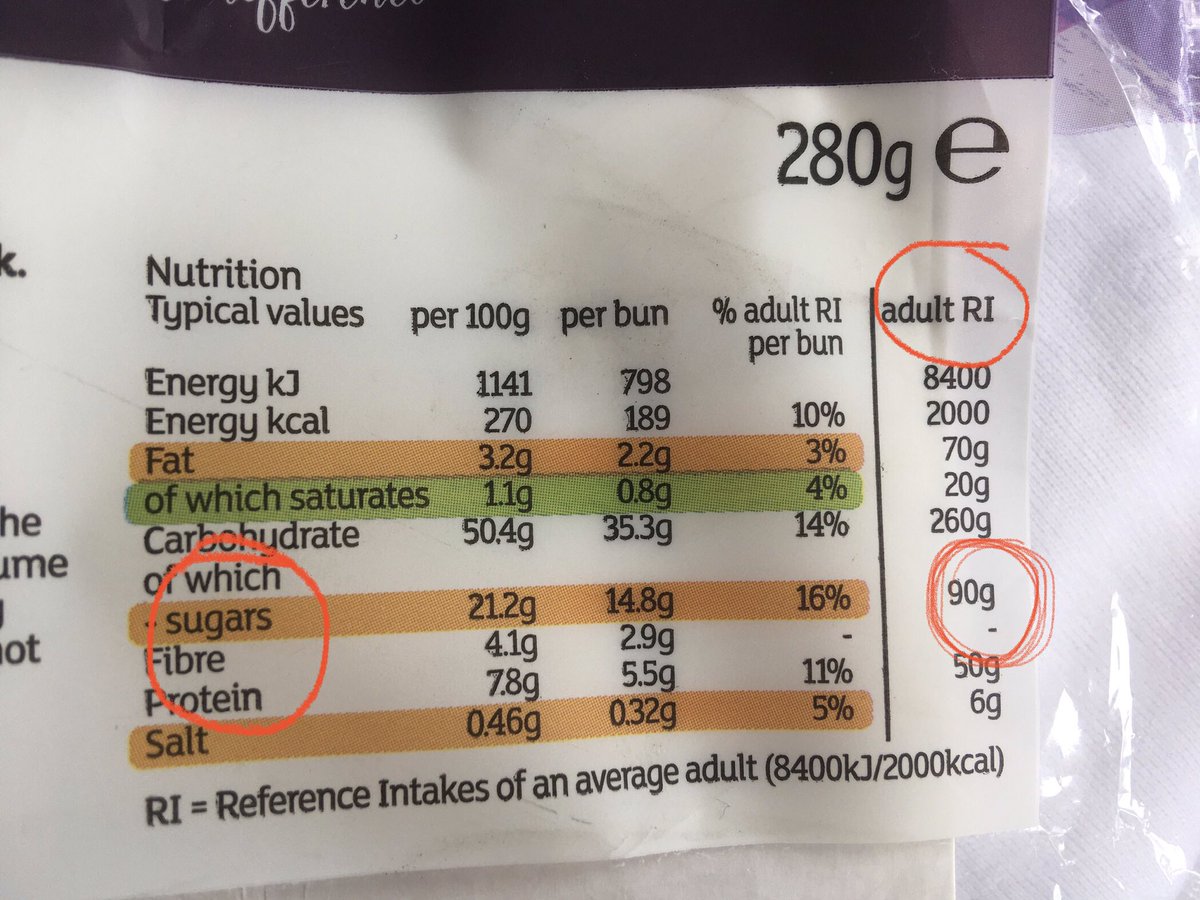 difference
280g e
k.
he
ume
not
Nutrition
Typical values per 100g per bun % adult RI per bun adult RI
Energy kJ 1141 798 8400
Energy kcal 270 189 10% 2000
Fat 3.2g 2.2g 3% 70g
of which saturates 1.1g 0.8g 4% 20g
Carbohydrate 50.4g 35.3g 14% 260g
of which
- sugars 21.2g 14.8g 16% 90g
Fibre 4.1g 2.9g - -
Protein 7.8g 5.5g 11% 50g
Salt 0.46g 0.32g 5% 6g
RI = Reference Intakes of an average adult (8400kJ/2000kcal)